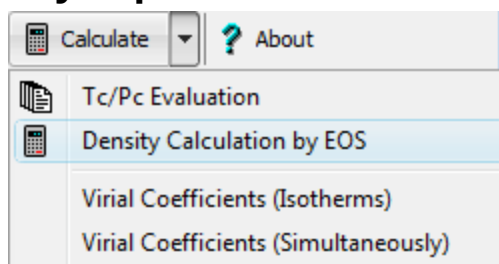 Calculate ? About
Tc/Pc Evaluation
Density Calculation by EOS
Virial Coefficients (Isotherms)
Virial Coefficients (Simultaneously)